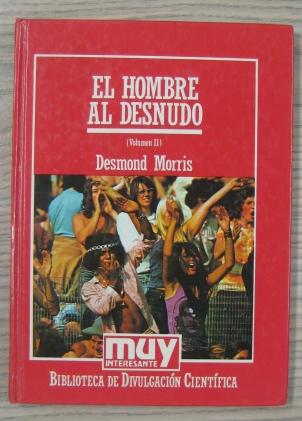 EL HOMBRE
AL DESNUDO
(Volumen II)
Desmond Morris
muy
INTERESANTE
BIBLIOTECA DE DIVULGACIÓN CIENTÍFICA